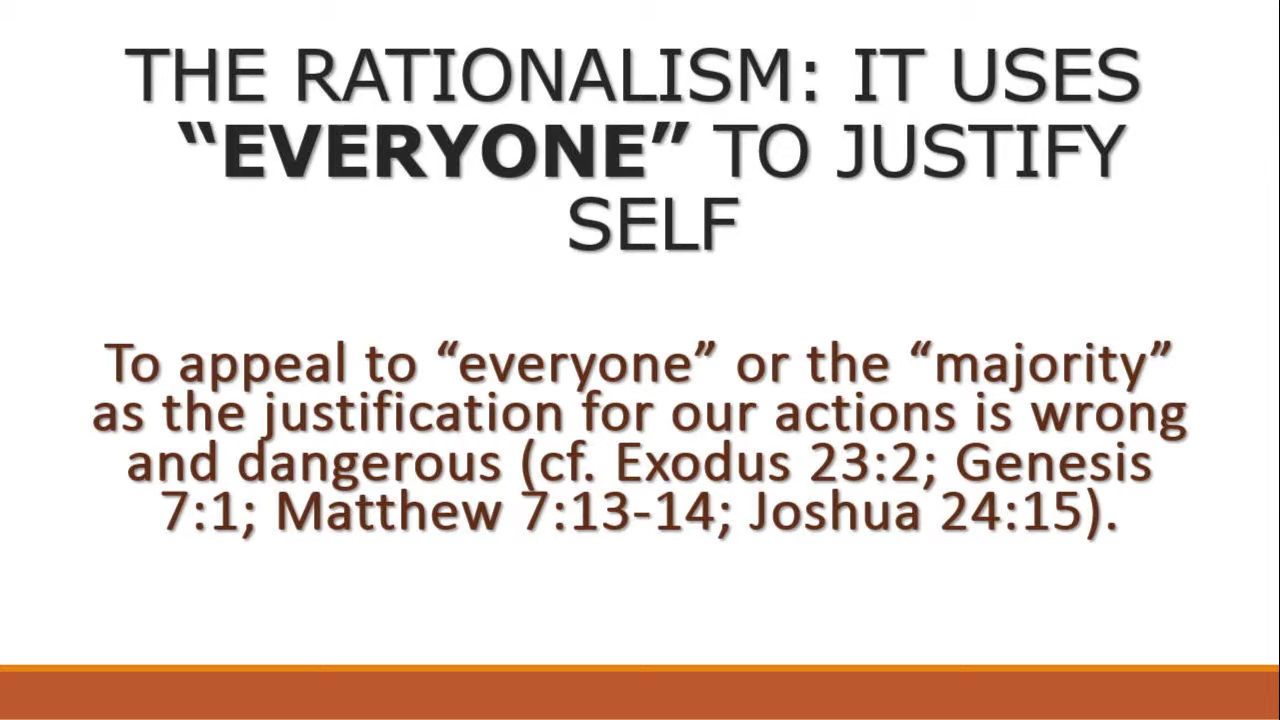 THE RATIONALISM: IT USES
“EVERYONE” TO JUSTIFY
SELF
To appeal to “everyone” or the “majority”
as the justification for our actions is wrong
and dangerous (cf. Exodus 23:2; Genesis
7:1; Matthew 7:13-14; Joshua 24:15).